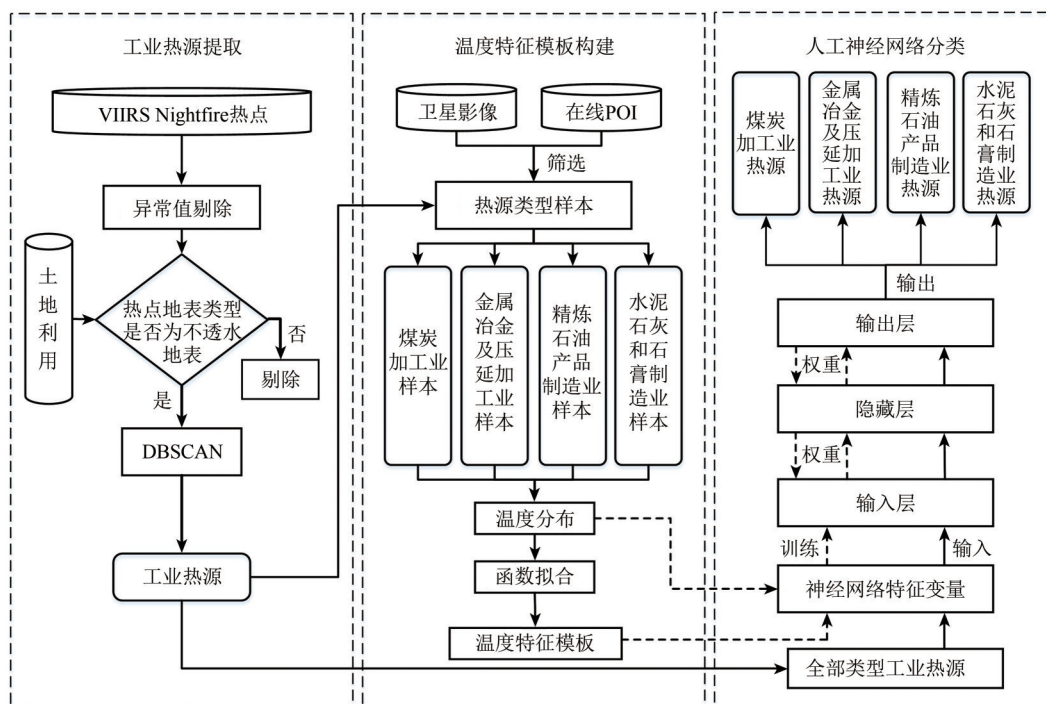 工业热源提取
VIIRS Nightfire热点
异常值剔除
土
地
利
用
热点地表类型
是否为不透水
地表
否
剔除
是
DBSCAN
工业热源
温度特征模板构建
卫星影像
在线POI
筛选
热源类型样本
煤炭
加工业
样本
金属
冶金
及压
延加
工业
样本
精炼
石油
产品
制造业
样本
水泥
石灰
和石
膏制
造业
样本
温度分布
函数拟合
温度特征模板
人工神经网络分类
煤炭
加工业
热源
金属
冶金
及压
延加
工业
热源
精炼
石油
产品
制造业
热源
水泥
石灰
和石
膏制
造业
热源
输出
输出层
权重
隐藏层
权重
输入层
训练
输入
神经网络特征变量
全部类型工业热源